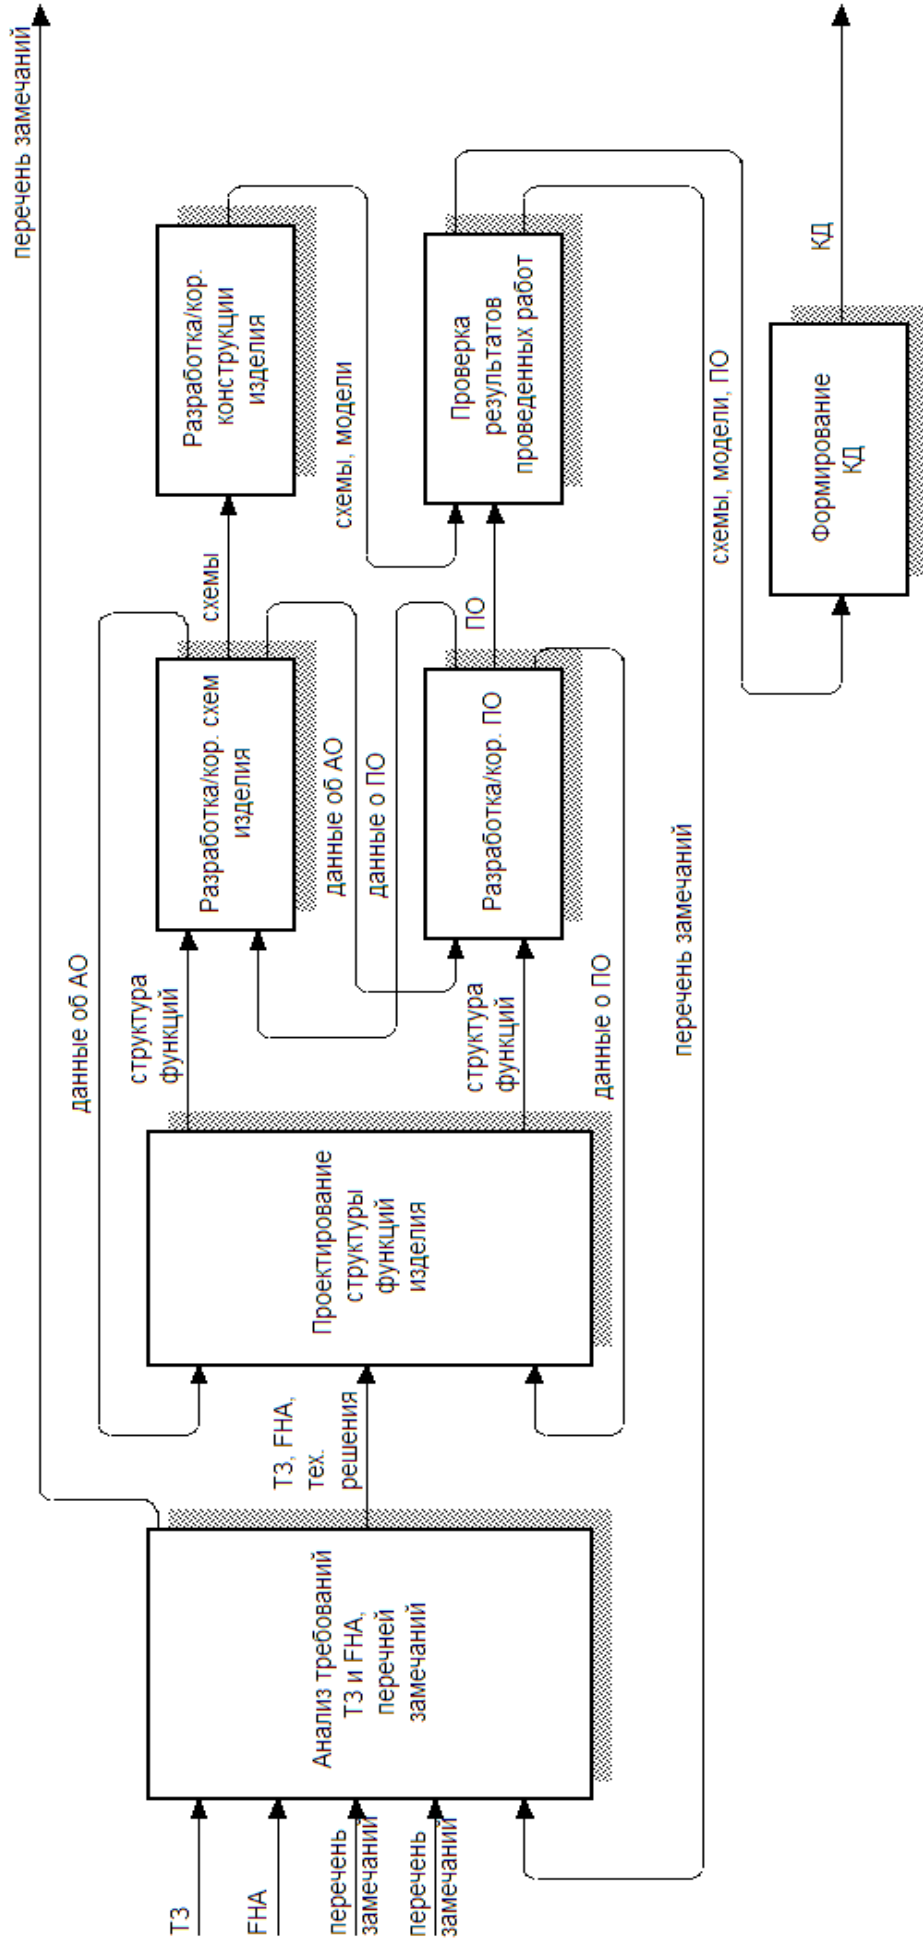 перечень замечаний
данные об АО
ТЗ
FHA
перечень
замечаний
перечень
замечаний
Анализ требований
ТЗ и FHA,
перечней
замечаний
ТЗ, FHA,
тех.
решения
Проектирование
структуры
функций
изделия
структура
функций
структура
функций
Разработка/кор. схем
изделия
данные об АО
данные о ПО
Разработка/кор. ПО
данные о ПО
схемы
ПО
Разработка/кор.
конструкции
изделия
схемы, модели
Проверка
результатов
проведенных работ
перечень замечаний
схемы, модели, ПО
Формирование
КД
КД